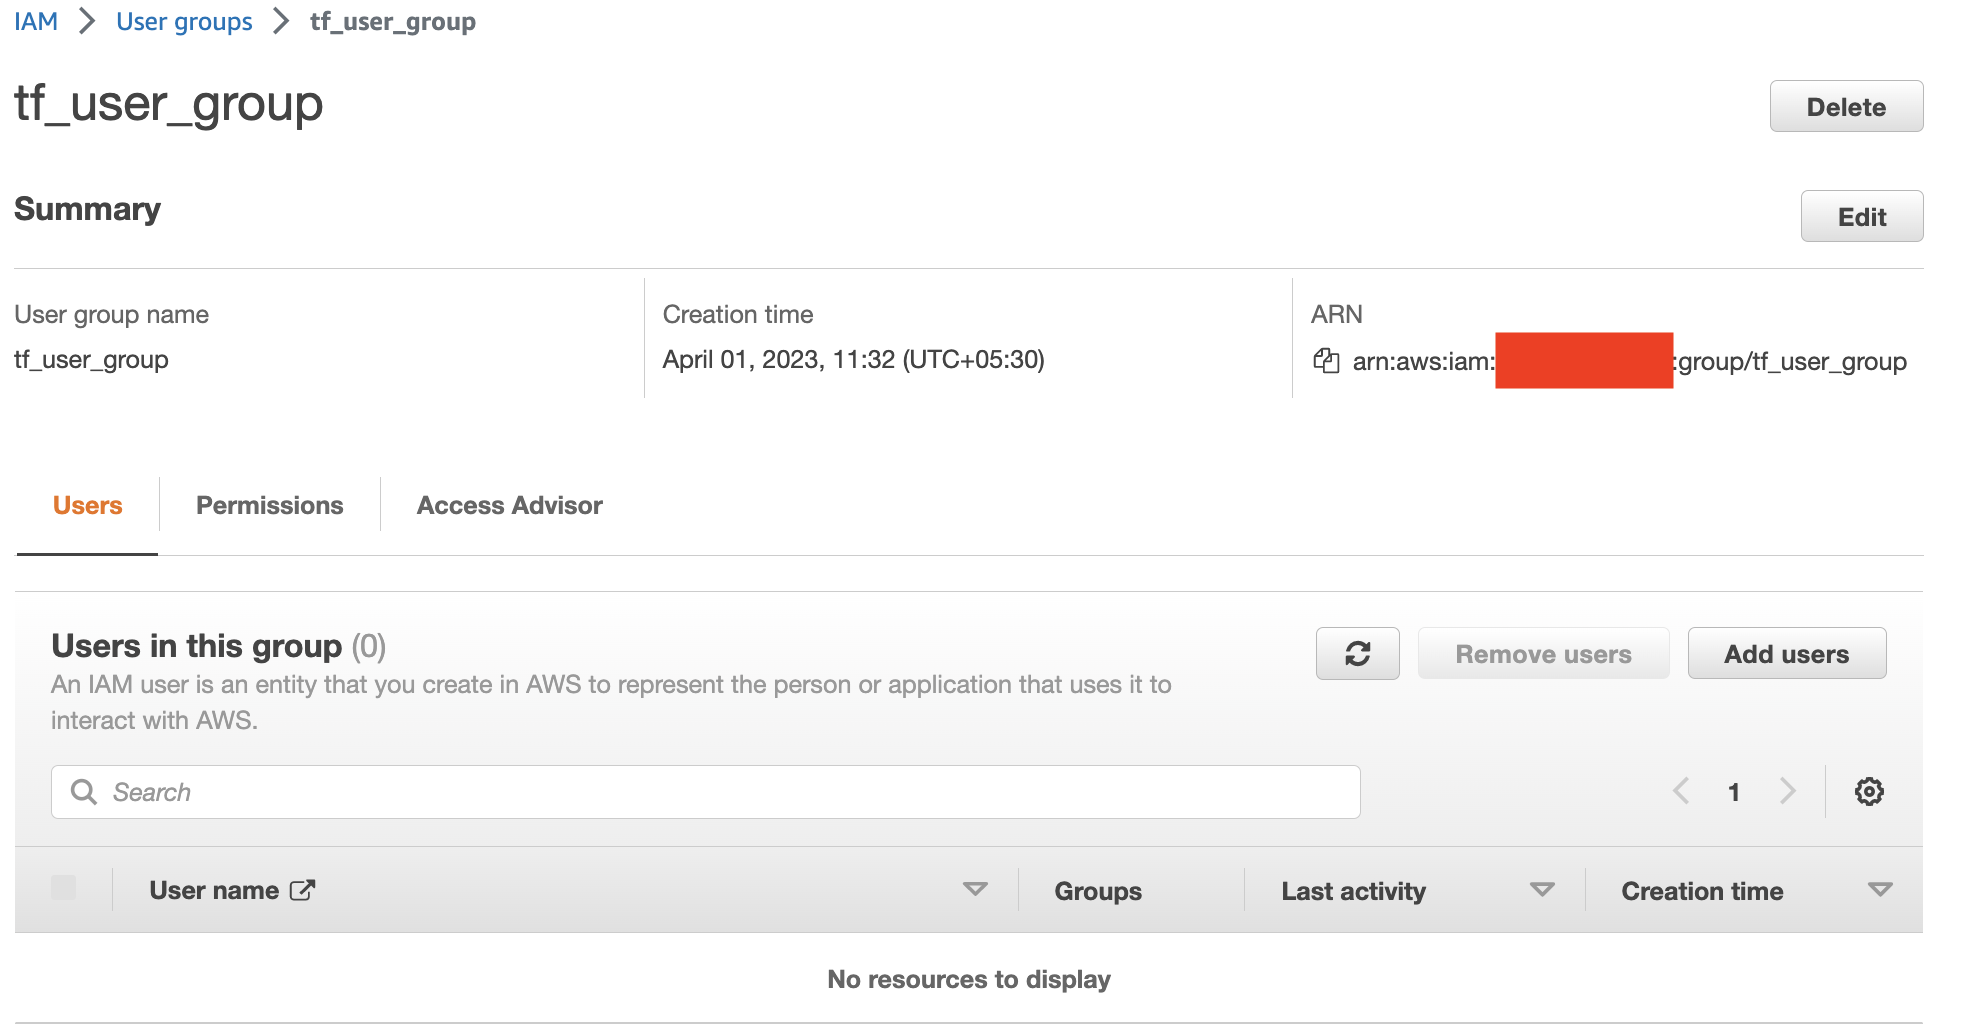 IAM > User groups > tf_user_group
tf_user_group
Delete
Summary
Edit
User group name
tf_user_group
Creation time
April 01, 2023, 11:32 (UTC+05:30)
ARN
arn:aws:iam: :group/tf_user_group
Users Permissions Access Advisor
Users in this group (0)
An IAM user is an entity that you create in AWS to represent the person or application that uses it to
interact with AWS.
Remove users
Add users
Search
1
User name Groups Last activity Creation time
No resources to display